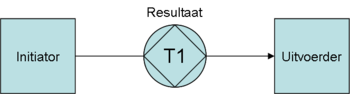 Resultaat
Initiator
T1
Uitvoerder